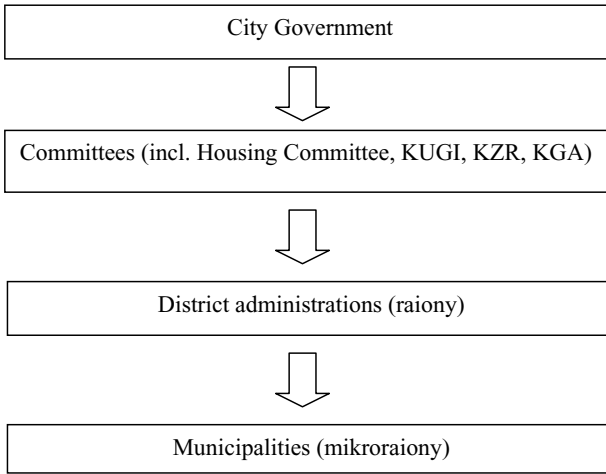 City Government
Committees (incl. Housing Committee, KUGI, KZR, KGA)
District administrations (raiony)
Municipalities (mikroraiony)